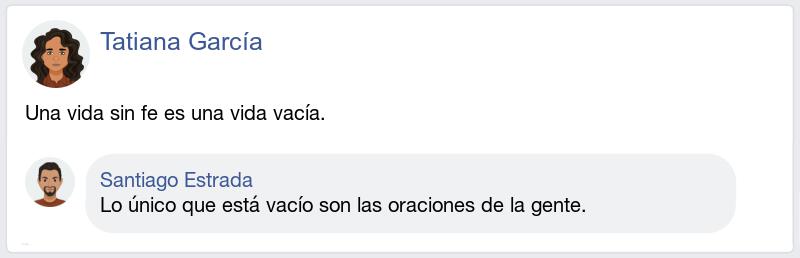 Tatiana García
Una vida sin fe es una vida vacía.
Santiago Estrada
Lo único que está vacío son las oraciones de la gente.